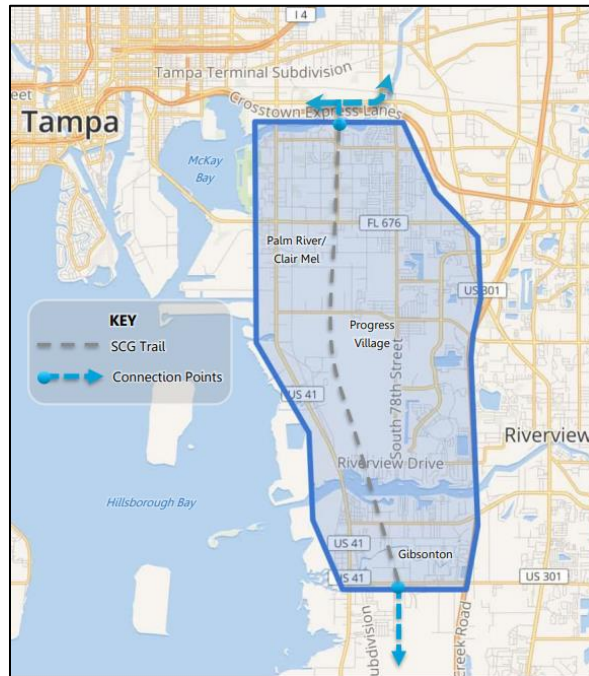 I 4
Tampa Terminal Subdivision
Crosstown Express Lanes
Tampa
McKay
Bay
FL 676
Palm River/
Clair Mel
US 301
KEY
SCG Trail
Connection Points
Progress
Village
South 78th Street
US 41
Riverview
Riverview Drive
Hillsborough Bay
US 41
Gibsonton
US 41
US 301
Subdivision
Creek Road